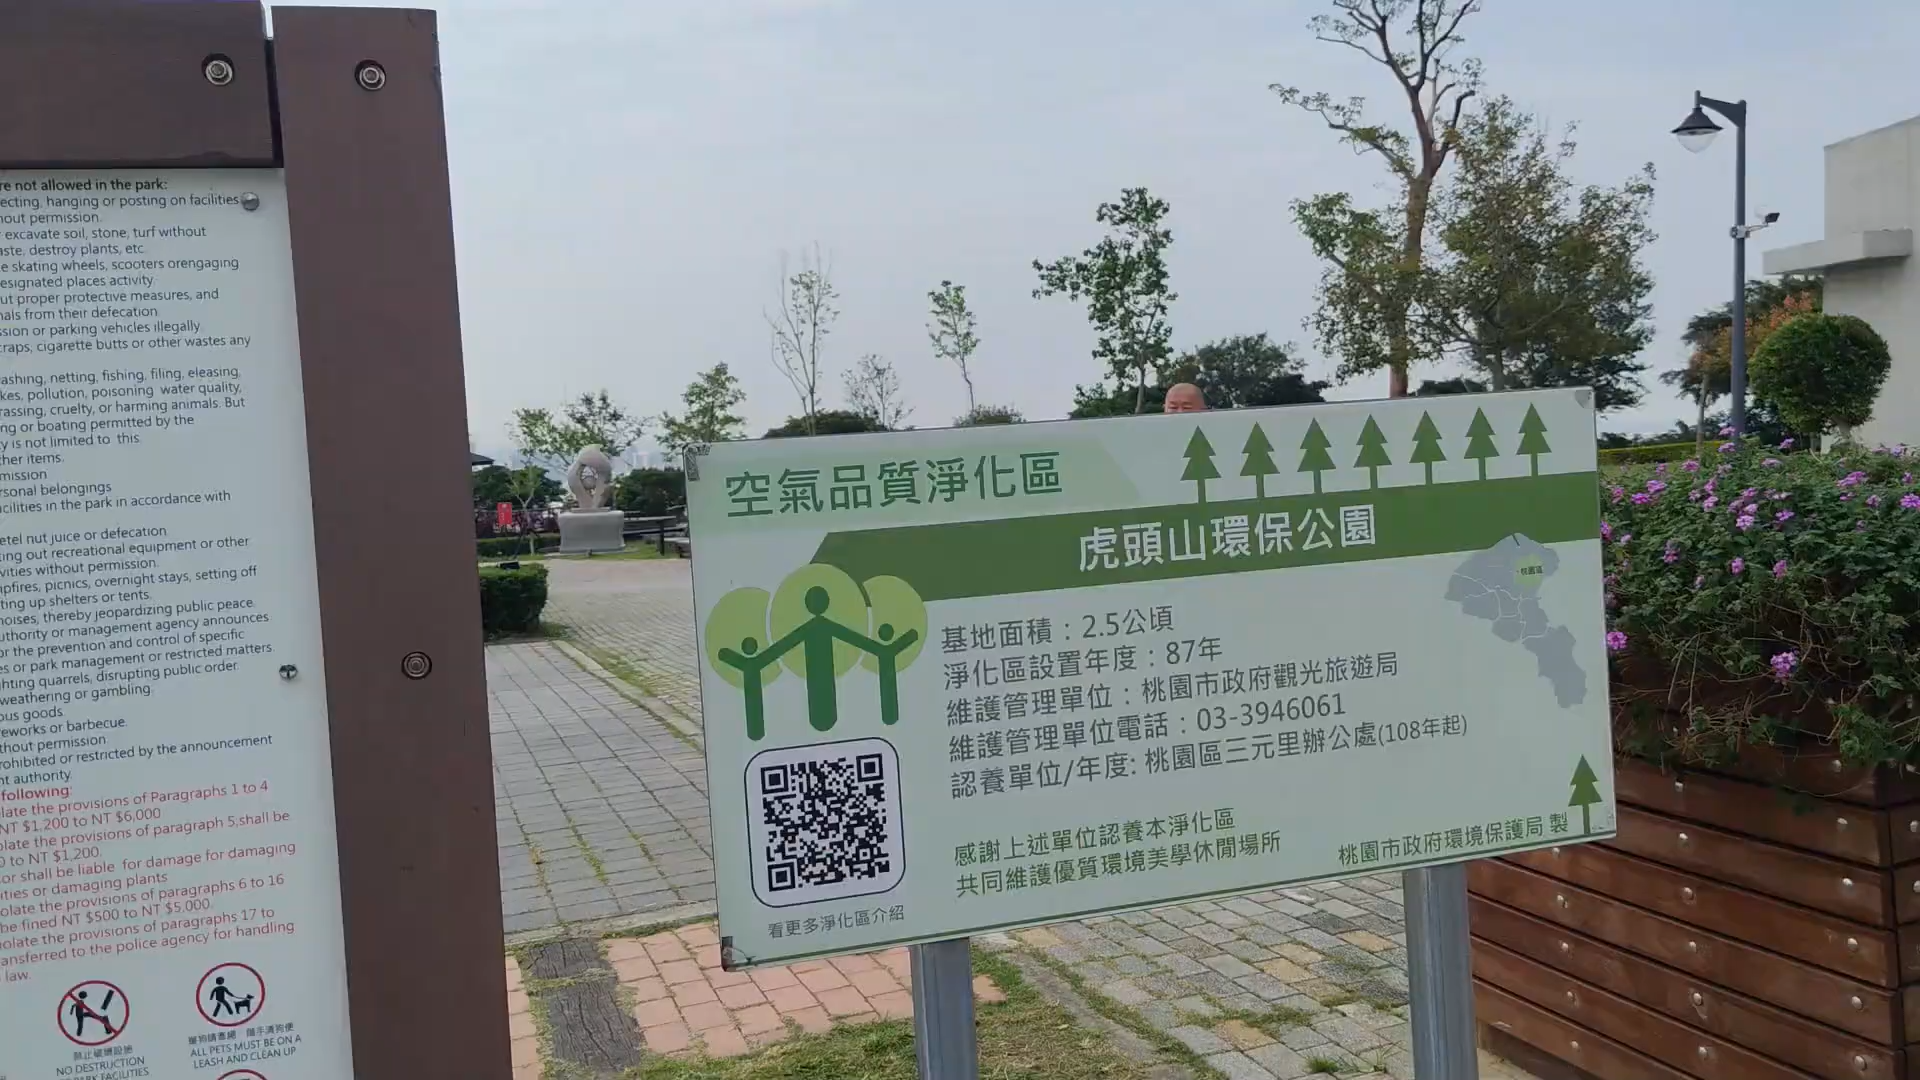 re not allowed in the park:
ecting, hanging or posting on facilities
out permission.
excavate soil, stone, turf without
aste, destroy plants, etc.
e skating wheels, scooters orengaging
esignated places activity
ut proper protective measures, and
nals from their defecation
ssion or parking vehicles illegally
craps, cigarette butts or other wastes any
ashing, netting, fishing, filing, eleasing,
kes, pollution, poisoning water quality,
rassing, cruelty, or harming animals. But
ng or boating permitted by the
y is not limited to this.
her items.
mission
rsonal belongings
cilities in the park in accordance with
etel nut juice or defecation
ing out recreational equipment or other
vities without permission.
pfires, picnics, overnight stays, setting off
ting up shelters or tents.
noises, thereby jeopardizing public peace.
uthority or management agency announces
or the prevention and control of specific
es or park management or restricted matters.
hting quarrels, disrupting public order.
weathering or gambling.
ous goods.
eworks or barbecue.
thout permission.
rohibited or restricted by the announcement
nt authority.
following:
late the provisions of Paragraphs 1 to 4
NT $1,200 to NT $6,000
olate the provisions of paragraph 5,shall be
0 to NT $1,200.
or shall be liable for damage for damaging
ities or damaging plants
olate the provisions of paragraphs 6 to 16
be fined NT $500 to NT $5,000.
iolate the provisions of paragraphs 17 to
ansferred to the police agency for handling
law.
禁止破壞設施
NO DESTRUCTION
PARK FACILITIES
遛狗請牽繩 隨手清狗便
ALL PETS MUST BE ON A
LEASH AND CLEAN UP
空氣品質淨化區
虎頭山環保公園
桃園區
基地面積：2.5公頃
淨化區設置年度：87年
維護管理單位：桃園市政府觀光旅遊局
維護管理單位電話：03-3946061
認養單位/年度: 桃園區三元里辦公處(108年起)
感謝上述單位認養本淨化區
共同維護優質環境美學休閒場所
桃園市政府環境保護局 製
看更多淨化區介紹